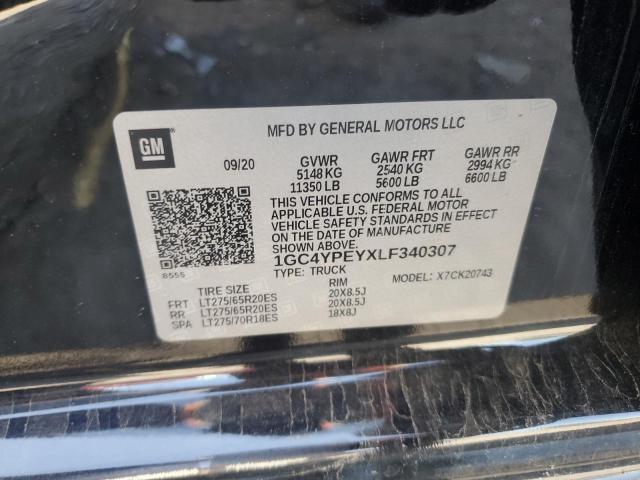 MFD BY GENERAL MOTORS LLC
GM
09/20
GVWR GAWR FRT GAWR RR
5148 KG 2540 KG 2994 KG
11350 LB 5600 LB 6600 LB
THIS VEHICLE CONFORMS TO ALL
APPLICABLE U.S. FEDERAL MOTOR
VEHICLE SAFETY STANDARDS IN EFFECT
ON THE DATE OF MANUFACTURE
SHOWN ABOVE.
1GC4YPEYXLF340307
8555
TYPE: TRUCK MODEL: X7CK20743
TIRE SIZE RIM
FRT LT275/65R20ES 20X8.5J
RR LT275/65R20ES 20X8.5J
SPA LT275/70R18ES 18X8J